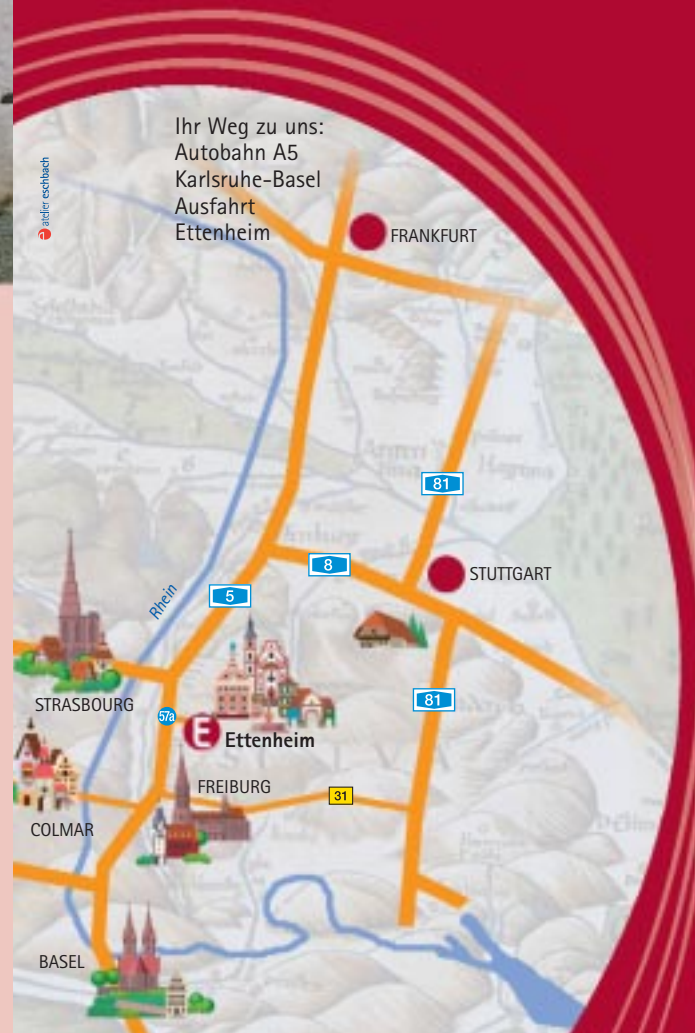 Ihr Weg zu uns:
Autobahn A5
Karlsruhe-Basel
Ausfahrt
Ettenheim
atelier eschbach
FRANKFURT
81
8
STUTTGART
5
Rhein
STRASBOURG
81
57a
E
Ettenheim
FREIBURG
31
COLMAR
BASEL